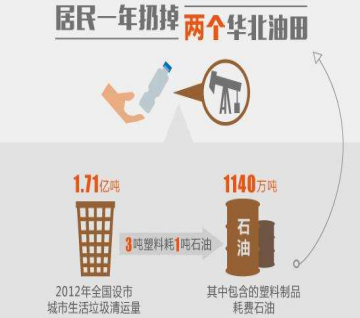 居民一年扔掉 两个华北油田
1.71亿吨
1140万吨
3吨塑料耗1吨石油
石油
2012年全国设市
城市生活垃圾清运量
其中包含的塑料制品
耗费石油